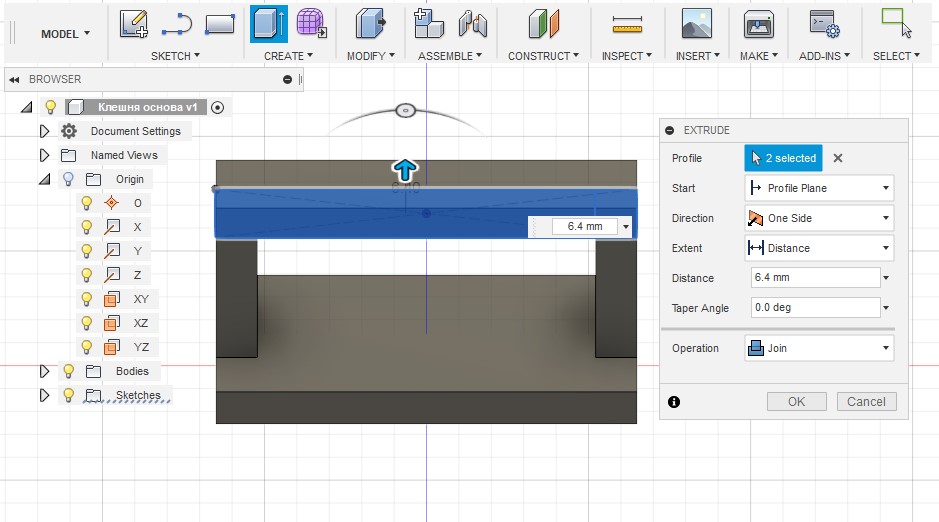 MODEL
SKETCH
CREATE
MODIFY
ASSEMBLE
CONSTRUCT
INSPECT
INSERT
MAKE
ADD-INS
SELECT
BROWSER
Клешня основа v1
Document Settings
Named Views
Origin
O
X
Y
Z
XY
XZ
YZ
Bodies
Sketches
6.4 mm
EXTRUDE
Profile
2 selected
Start
Profile Plane
Direction
One Side
Extent
Distance
Distance
6.4 mm
Taper Angle
0.0 deg
Operation
Join
OK
Cancel